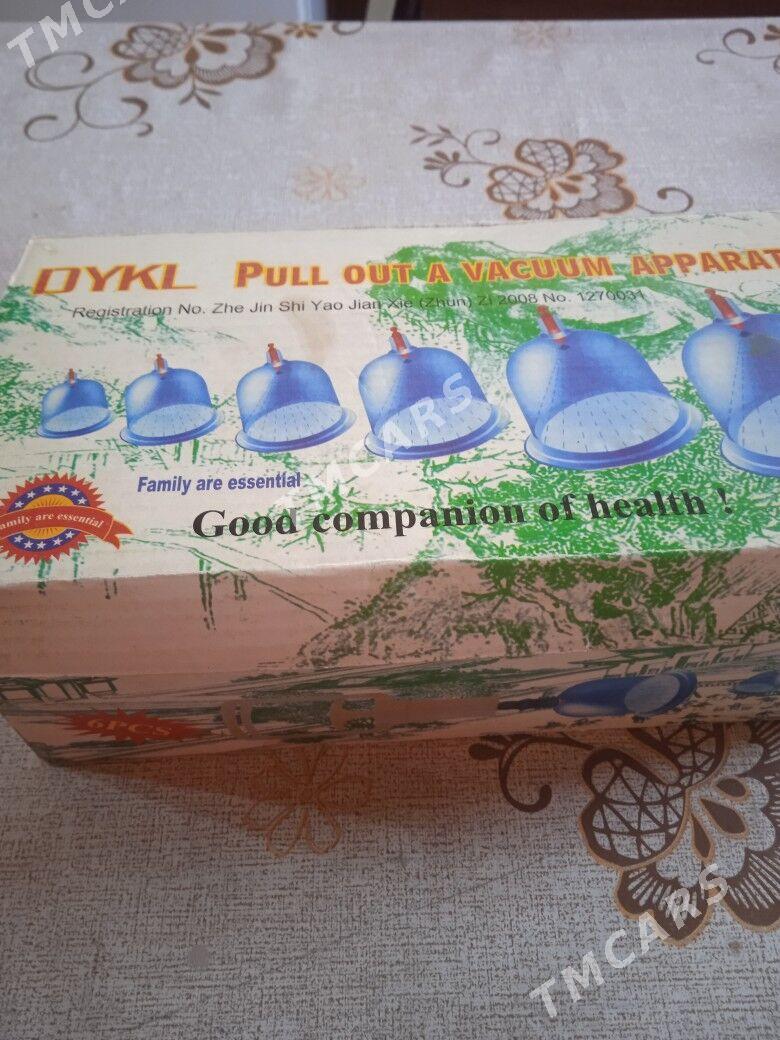 TMCARS
DYKL PULL OUT A VACUUM APPARAT
Registration No. Zhe Jin Shi Yao Jian Xie (Zhun) Zi 2008 No. 1270031
TMCARS
Family are essential
Family are essential
Good companion of health !
6PCS
TMCARS